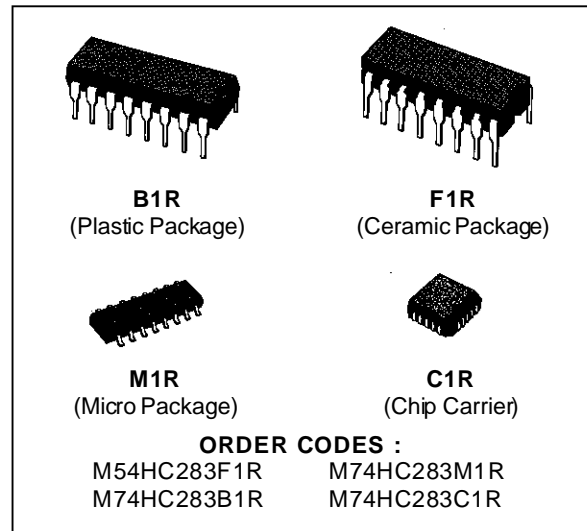 B1R
(Plastic Package)
F1R
(Ceramic Package)
M1R
(Micro Package)
C1R
(Chip Carrier)
ORDER CODES :
M54HC283F1R M74HC283M1R
M74HC283B1R M74HC283C1R